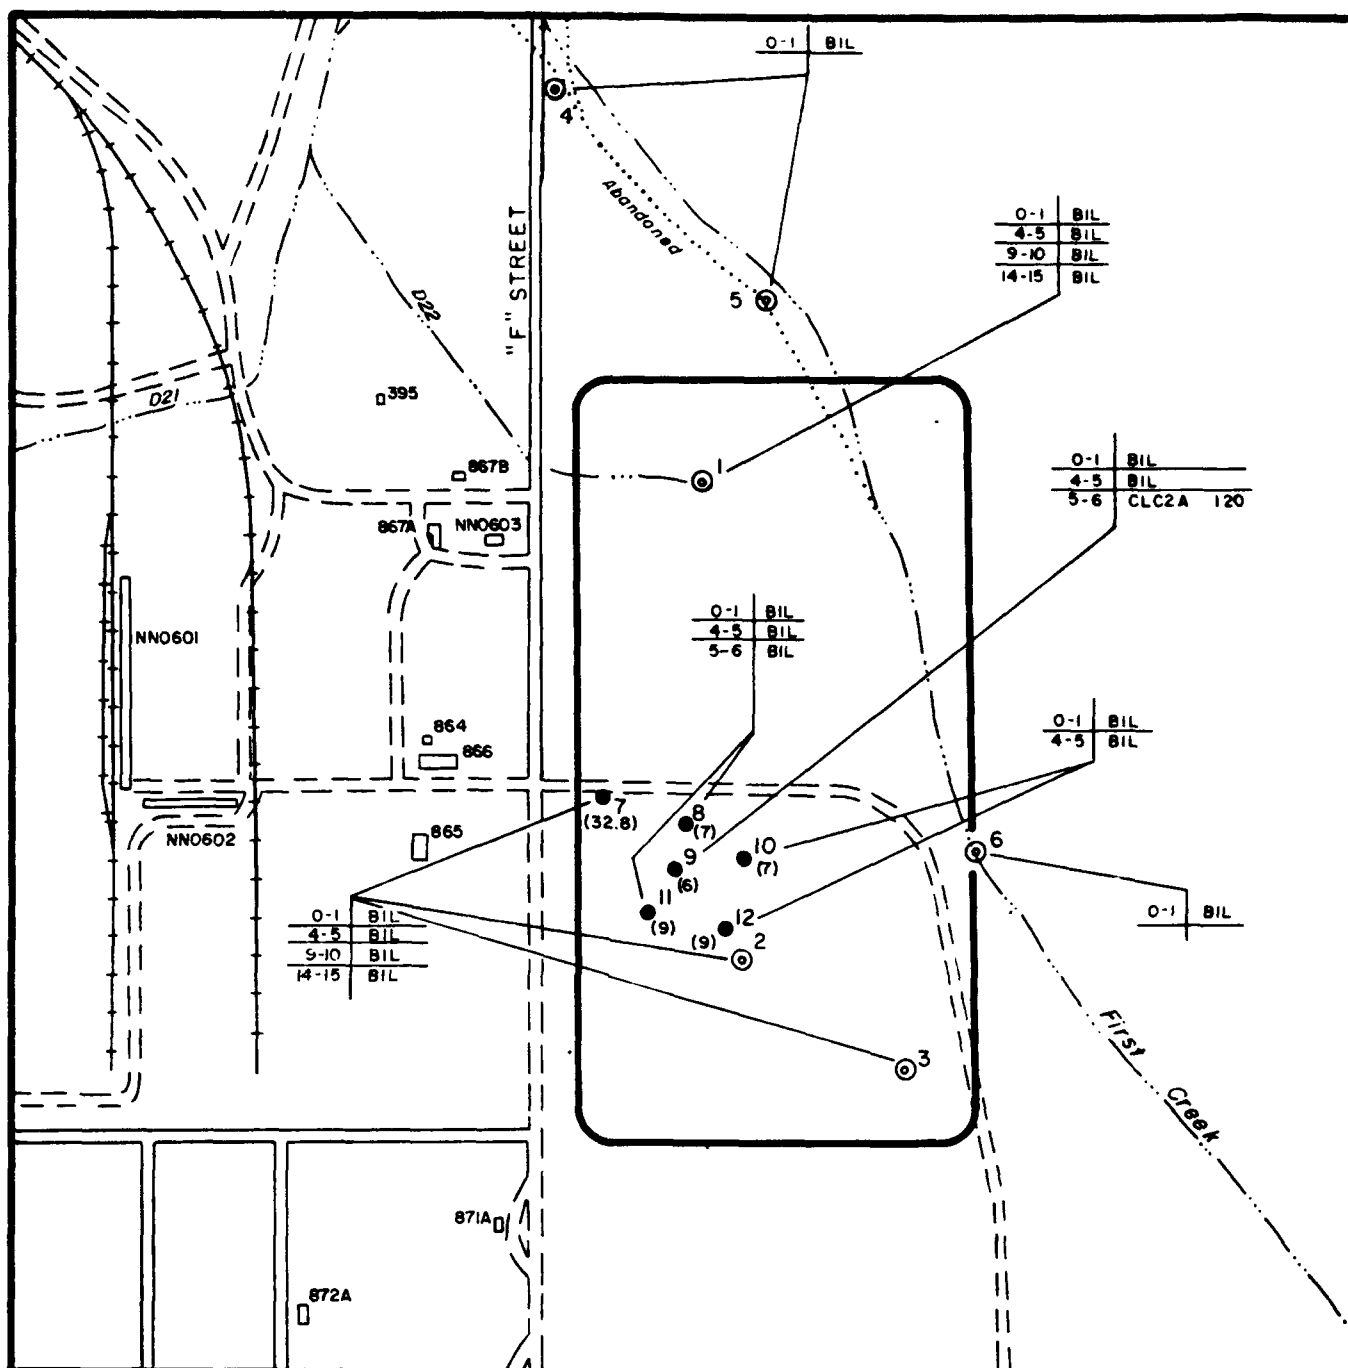 0-1 BIL
4
Abandoned
"F" STREET
0-1 BIL
4-5 BIL
9-10 BIL
14-15 BIL
D22
5
395
D21
867B
1
0-1 BIL
4-5 BIL
5-6 CLC2A 120
867A
NN0603
0-1 BIL
4-5 BIL
5-6 BIL
NN0601
864
866
0-1 BIL
4-5 BIL
7
(32.8)
8
(7)
NN0602
865
9
(6)
10
(7)
6
11
(9)
12
(9)
2
0-1 BIL
0-1 BIL
4-5 BIL
9-10 BIL
14-15 BIL
3
First Creek
871A
872A